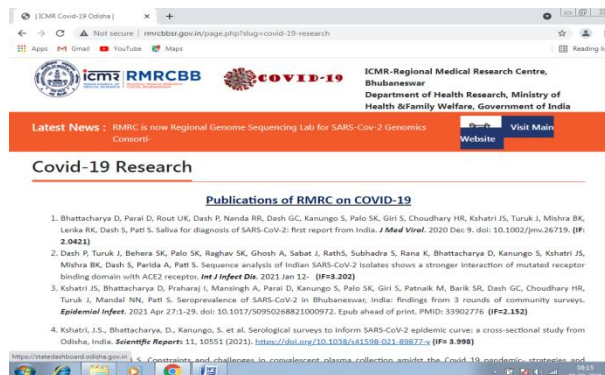 (ICMR Covid-19 Odisha |
Not secure | rmrcbbsr.gov.in/page.php?slug=covid-19-research
Apps Gmail YouTube Maps Reading li
icmr RMRCBB COVID-19
ICMR-Regional Medical Research Centre,
Bhubaneswar
Department of Health Research, Ministry of
Health &Family Welfare, Government of India
Latest News : RMRC is now Regional Genome Sequencing Lab for SARS-Cov-2 Genomics
Consorti-
हिन्दी Visit Main
Website
Covid-19 Research
Publications of RMRC on COVID-19
1. Bhattacharya D, Parai D, Rout UK, Dash P, Nanda RR, Dash GC, Kanungo S, Palo SK, Giri S, Choudhary HR, Kshatri JS, Turuk J, Mishra BK,
Lenka RK, Dash S, Pati S. Saliva for diagnosis of SARS-CoV-2: first report from India. J Med Virol. 2020 Dec 9. doi: 10.1002/jmv.26719. (IF:
2.0421)
2. Dash P, Turuk J, Behera SK, Palo SK, Raghav SK, Ghosh A, Sabat J, RathS, Subhadra S, Rana K, Bhattacharya D, Kanungo S, Kshatri JS,
Mishra BK, Dash S, Parida A, Pati S. Sequence analysis of Indian SARS-CoV-2 isolates shows a stronger interaction of mutated receptor
binding domain with ACE2 receptor. Int J Infect Dis. 2021 Jan 12- (IF=3.202)
3. Kshatri JS, Bhattacharya D, Praharaj I, Mansingh A, Parai D, Kanungo S, Palo SK, Giri S, Patnaik M, Barik SR, Dash GC, Choudhary HR,
Turuk J, Mandal NN, Pati S. Seroprevalence of SARS-CoV-2 in Bhubaneswar, India: findings from 3 rounds of community surveys.
Epidemiol Infect. 2021 Apr 27:1-29. doi: 10.1017/S0950268821000972. Epub ahead of print. PMID: 33902776 (IF=2.152)
4. Kshatri, J.S., Bhattacharya, D., Kanungo, S. et al. Serological surveys to inform SARS-CoV-2 epidemic curve: a cross-sectional study from
Odisha, India. Scientific Reports 11, 10551 (2021). https://doi.org/10.1038/s41598-021-89877-y (IF= 3.998)
https://statedashboard.odisha.gov.in S. Constraints and challenges in convalescent plasma collection amidst the Covid 19 pandemic- strategies and
08:15